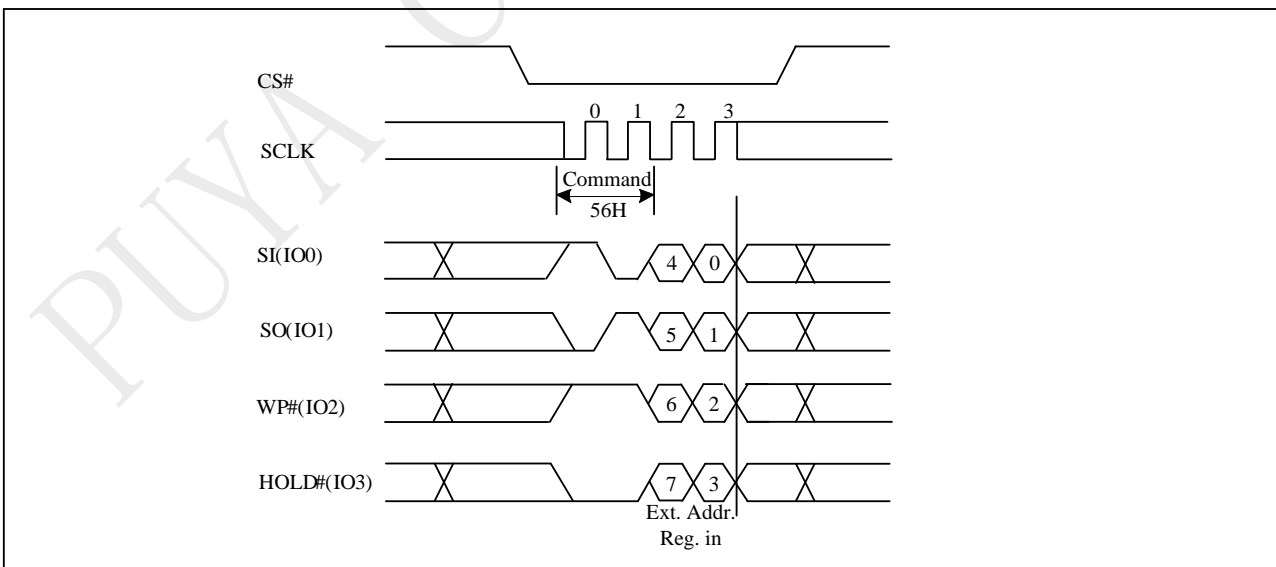 CS#
0 1 2 3
SCLK
Command
56H
SI(IO0) 4 0
SO(IO1) 5 1
WP#(IO2) 6 2
HOLD#(IO3) 7 3
Ext. Addr.
Reg. in
PUYA